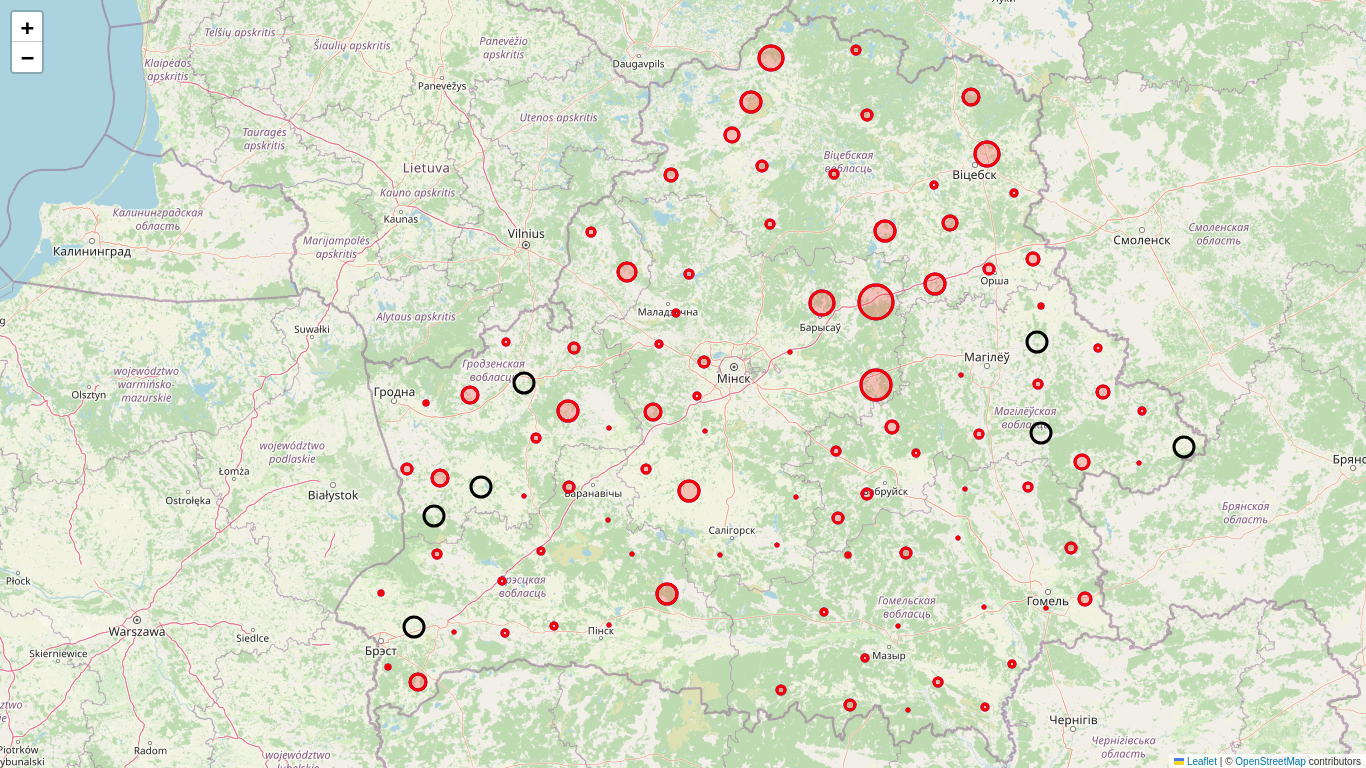 +
−
Telšių apskritis
Šiaulių apskritis
Panevėžio
apskritis
Daugavpils
Klaipėdos
apskritis
Panevėžys
Utenos apskritis
Tauragės
apskritis
Lietuva
Kauno apskritis
Kaunas
Калининградская
область
Калининград
Marijampolės
apskritis
Vilnius
Віцебская
вобласць
Віцебск
Смоленск
Смоленская
область
Орша
Alytaus apskritis
Suwałki
Маладзечна
Барысаў
Гродзенская
вобласць
Мінск
Магілёў
województwo
warmińsko-
mazurskie
Olsztyn
Гродна
Магілёўская
вобласць
województwo
podlaskie
Łomża
Ostrołęka
Białystok
Баранавічы
Бабруйск
Брянская
область
Салігорск
Płock
Брэсцкая
вобласць
Гомельская
вобласць
Гомель
Warszawa
Siedlce
Skierniewice
Брэст
Пінск
Мазыр
Чернігів
Чернігівська
область
Radom
województwo
Piotrków
Leaflet | © OpenStreetMap contributors